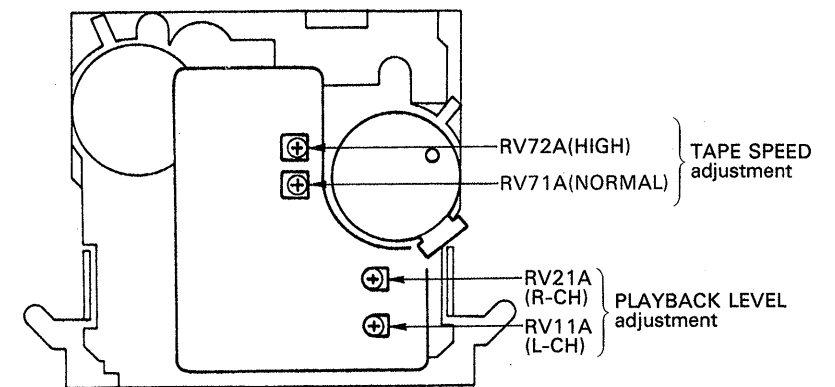 RV72A(HIGH)
RV71A(NORMAL)
TAPE SPEED
adjustment
RV21A
(R-CH)
RV11A
(L-CH)
PLAYBACK LEVEL
adjustment